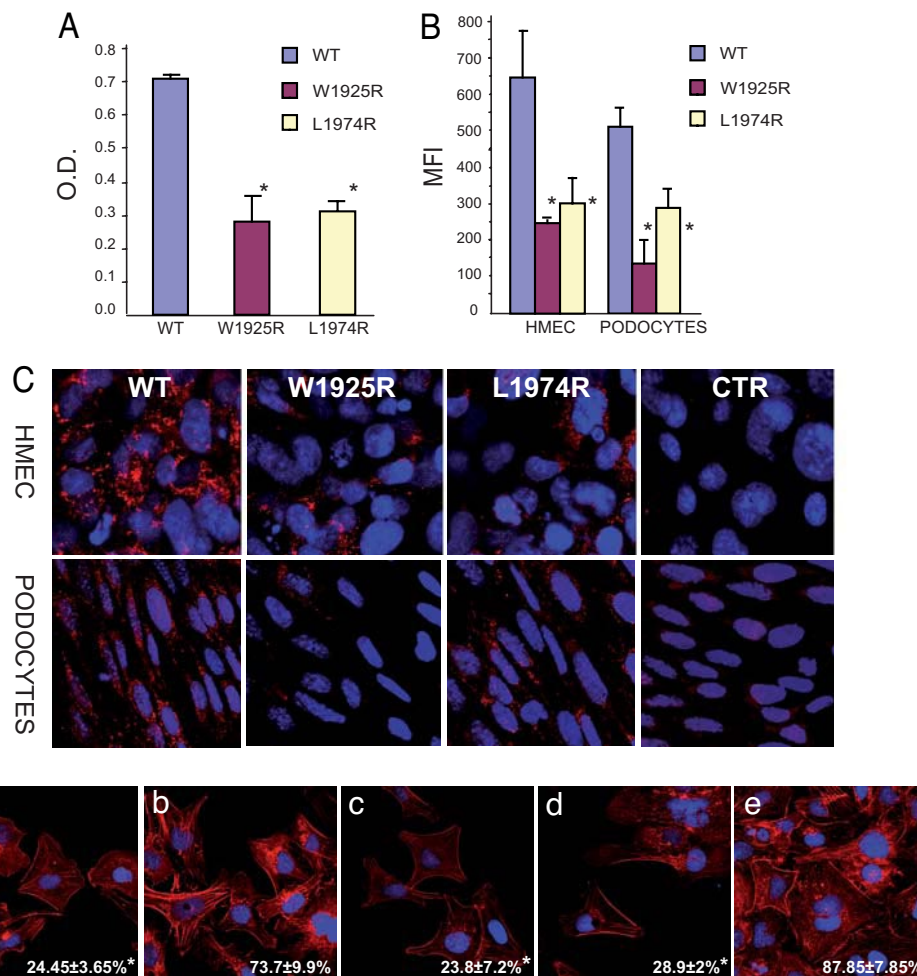 A
O.D.
0.8
0.7
0.6
0.5
0.4
0.3
0.2
0.1
0.0
WT
W1925R
L1974R
*
*
WT
W1925R
L1974R
B
MFI
800
700
600
500
400
300
200
100
0
WT
W1925R
L1974R
* *
* *
HMEC
PODOCYTES
C
WT
W1925R
L1974R
CTR
HMEC
PODOCYTES
b
c
d
e
24.45±3.65%*
73.7±9.9%
23.8±7.2%*
28.9±2%*
87.85±7.85%